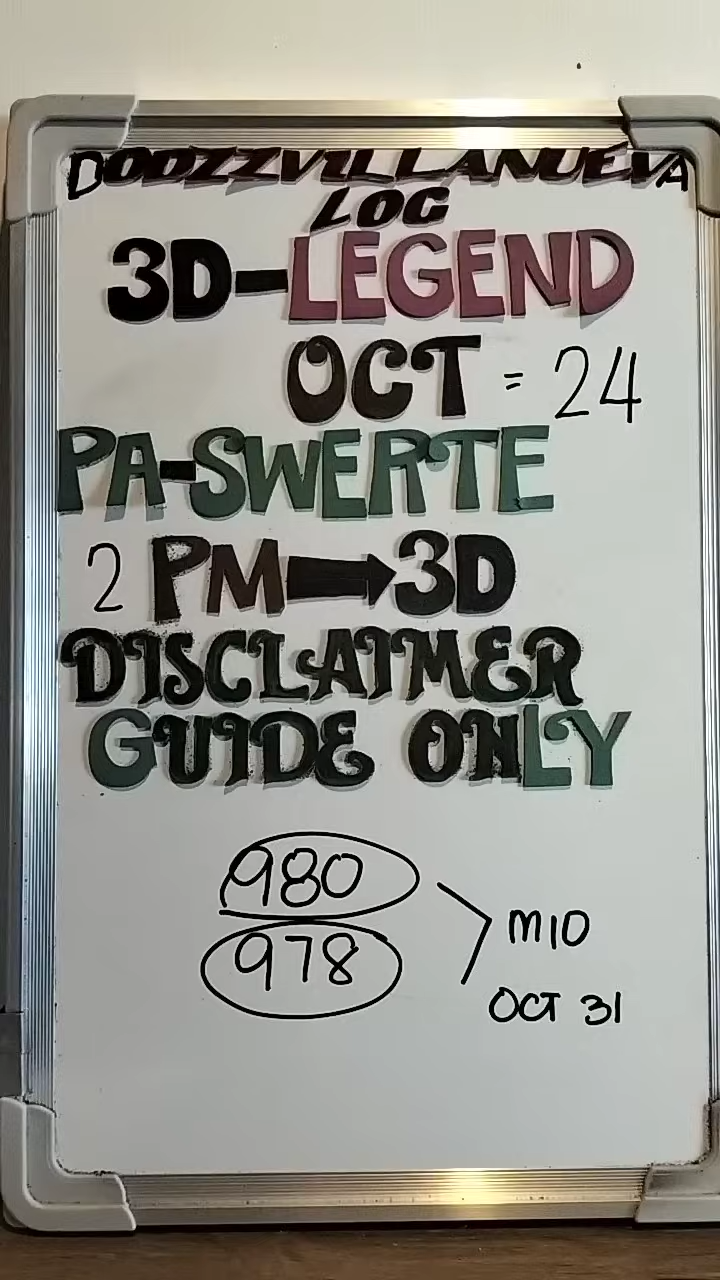 DODZZVILLANUEVA
LOG
3D-LEGEND
OCT = 24
PA-SWERTE
2 PM➡3D
DISCLAIMER
GUIDE ONLY
980
978
M10
OCT 31